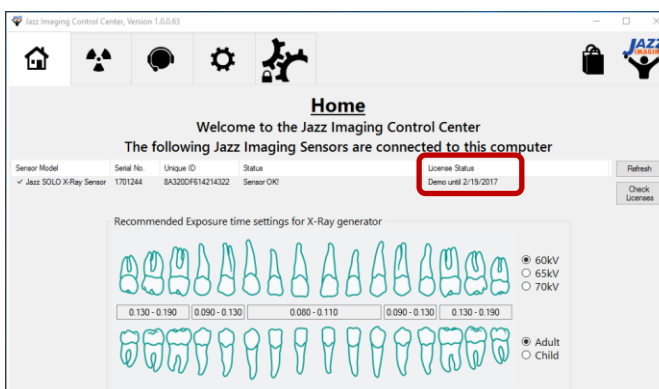 Jazz Imaging Control Center, Version 1.0.0.63
JAZZ
IMAGING
Home
Welcome to the Jazz Imaging Control Center
The following Jazz Imaging Sensors are connected to this computer
Sensor Model Serial No. Unique ID Status License Status
Refresh
Jazz SOLO X-Ray Sensor 1701244 8A320DF614214322 Sensor OK! Demo until 2/19/2017
Check
Licenses
Recommended Exposure time settings for X-Ray generator
60kV
65kV
70kV
0.130 - 0.190 0.090 - 0.130 0.080 - 0.110 0.090 - 0.130 0.130 - 0.190
Adult
Child